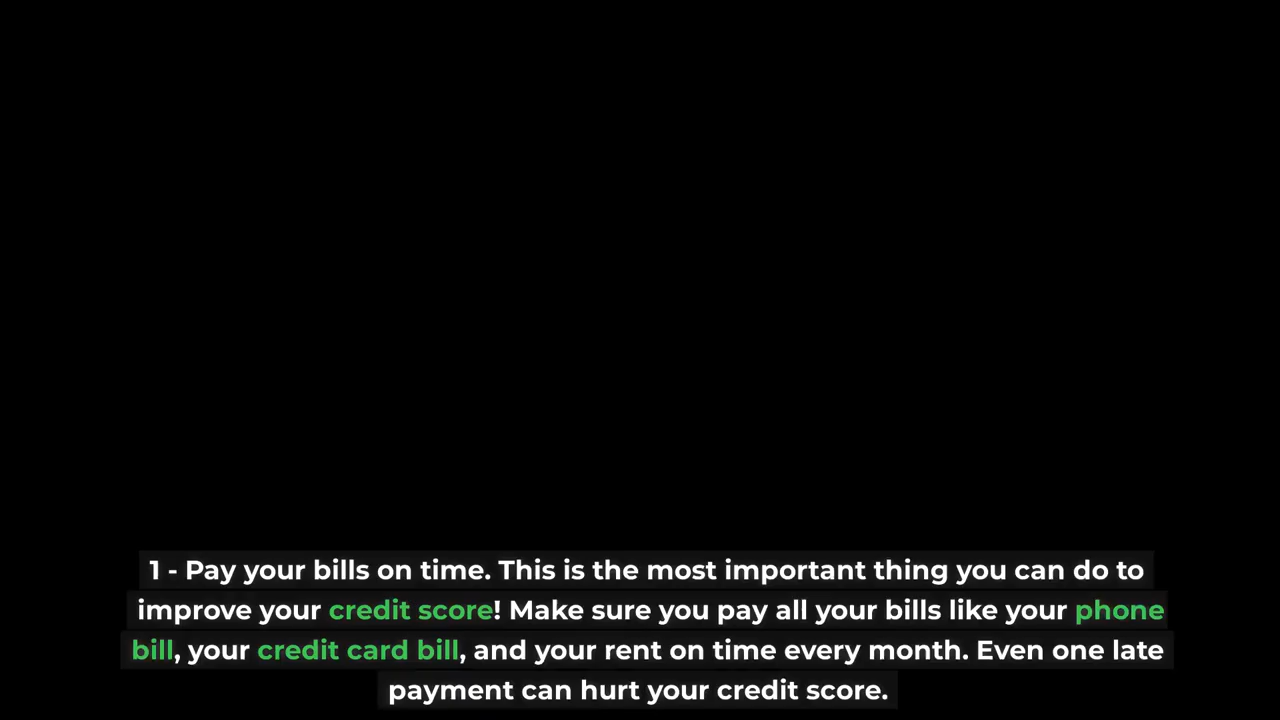 1 - Pay your bills on time. This is the most important thing you can do to
improve your credit score! Make sure you pay all your bills like your phone
bill, your credit card bill, and your rent on time every month. Even one late
payment can hurt your credit score.